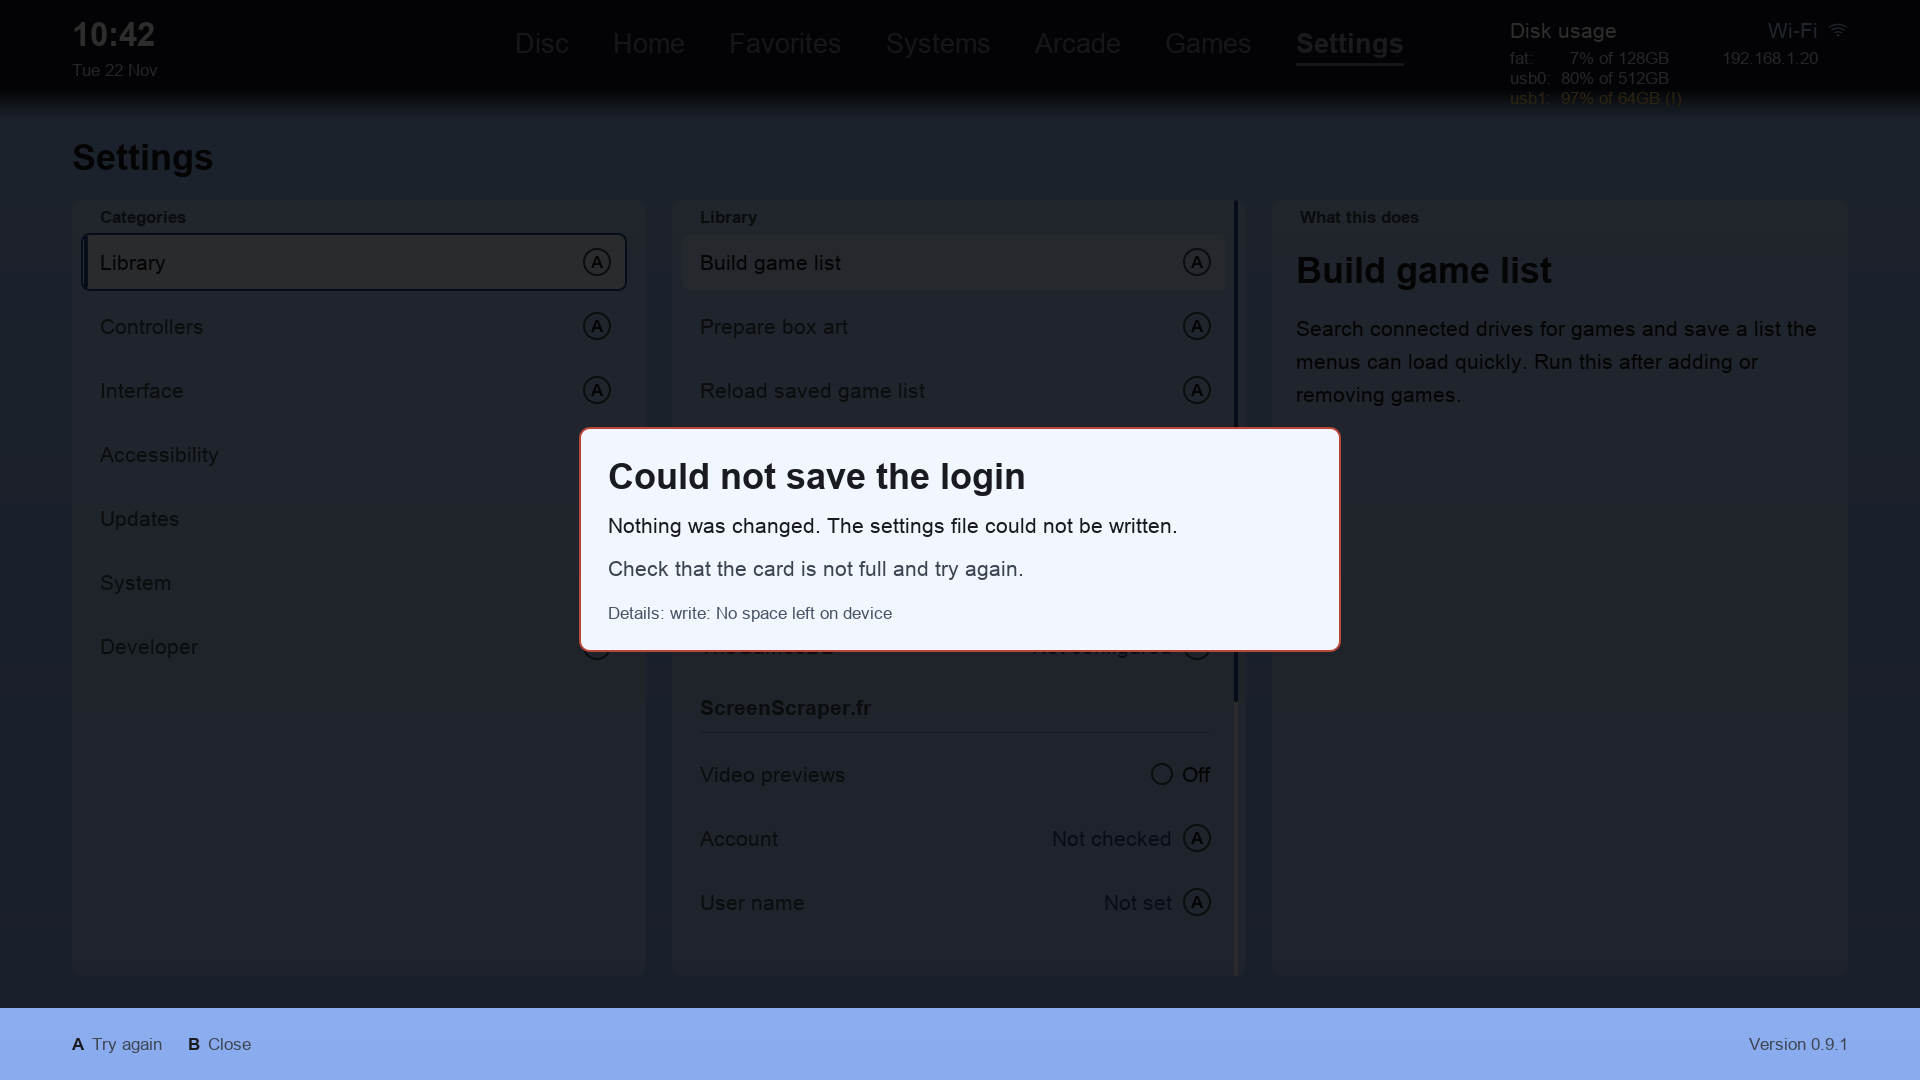 10:42
Tue 22 Nov
Disc Home Favorites Systems Arcade Games Settings
Disk usage
fat: 7% of 128GB
usb0: 80% of 512GB
usb1: 97% of 64GB (!)
Wi-Fi
192.168.1.20
Settings
Categories
Library A
Controllers A
Interface A
Accessibility
Updates
System
Developer
Library
Build game list A
Prepare box art A
Reload saved game list A
ScreenScraper.fr
Video previews Off
Account Not checked A
User name Not set A
What this does
Build game list
Search connected drives for games and save a list the
menus can load quickly. Run this after adding or
removing games.
Could not save the login
Nothing was changed. The settings file could not be written.
Check that the card is not full and try again.
Details: write: No space left on device
A Try again B Close
Version 0.9.1